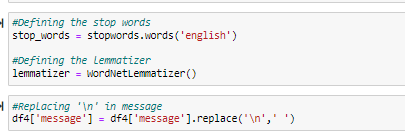 #Defining the stop words
stop_words = stopwords.words('english')
#Defining the Lemmatizer
lemmatizer = WordNetLemmatizer()
#Replacing '\n' in message
df4['message'] = df4['message'].replace('\n',' ')